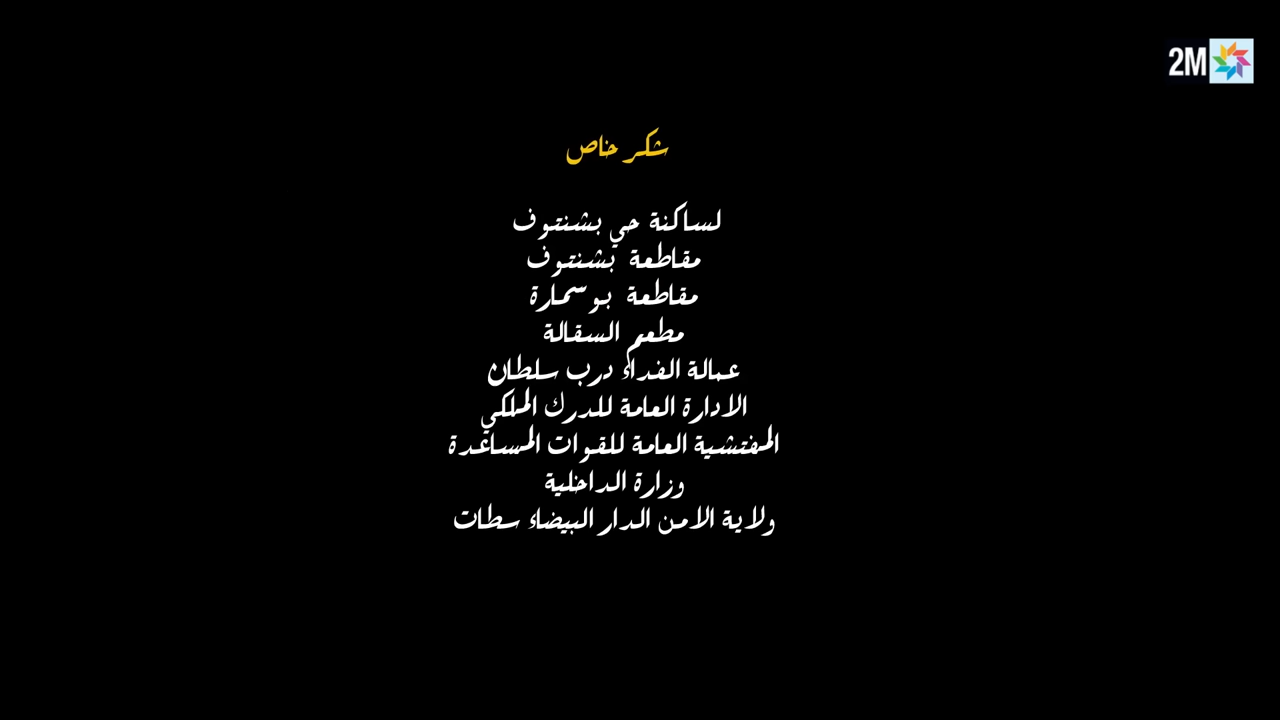 2M
شكر خاص
لساكنة حي بشنتوف
مقاطعة بشنتوف
مقاطعة بوسمارة
مطعم السقالة
عمالة الفداء درب سلطان
الادارة العامة للدرك الملكي
المفتشية العامة للقوات المساعدة
وزارة الداخلية
ولاية الامن الدار البيضاء سطات